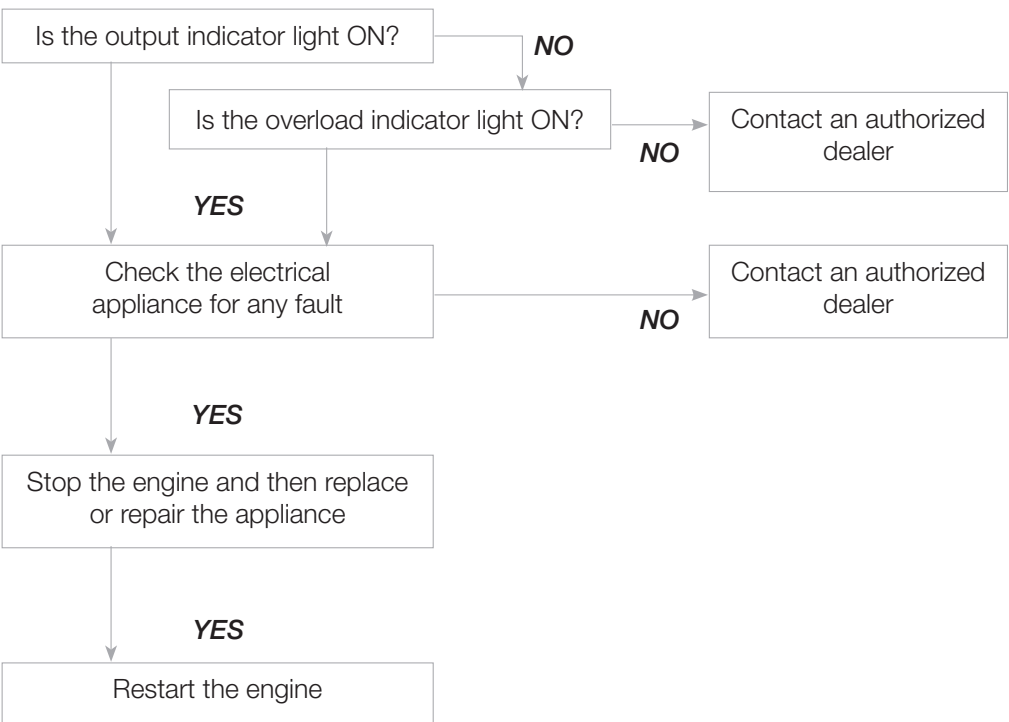 Is the output indicator light ON?
NO
Is the overload indicator light ON?
NO
Contact an authorized
dealer
YES
Check the electrical
appliance for any fault
NO
Contact an authorized
dealer
YES
Stop the engine and then replace
or repair the appliance
YES
Restart the engine